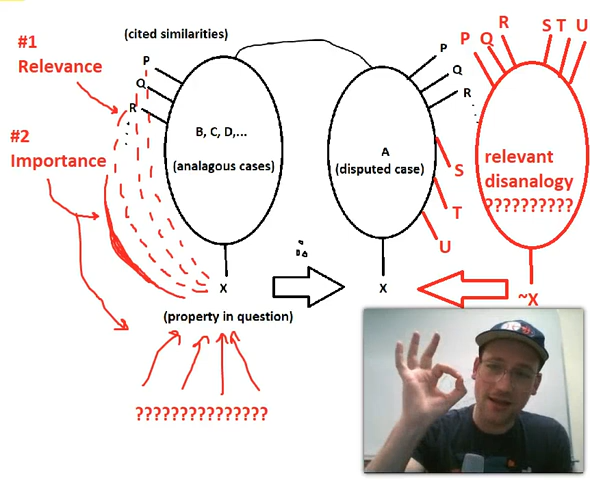 #1
Relevance
(cited similarities)
P
Q
R
#2
Importance
B, C, D,...
(analagous cases)
X
(property in question)
???????????????
P
Q
R
A
(disputed case)
S
T
U
X
P Q R S T U
relevant
disanalogy
??????????
~X